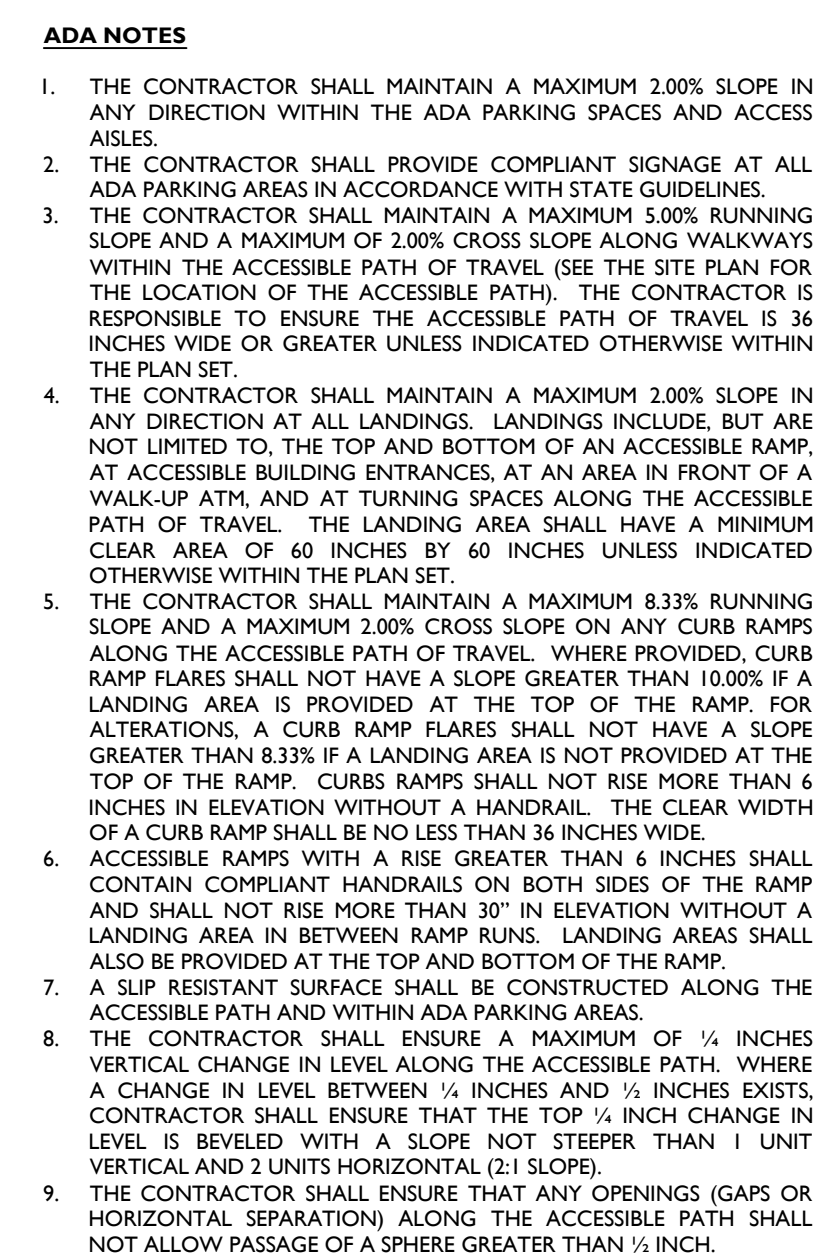 ADA NOTES
1. THE CONTRACTOR SHALL MAINTAIN A MAXIMUM 2.00% SLOPE IN
ANY DIRECTION WITHIN THE ADA PARKING SPACES AND ACCESS
AISLES.
2. THE CONTRACTOR SHALL PROVIDE COMPLIANT SIGNAGE AT ALL
ADA PARKING AREAS IN ACCORDANCE WITH STATE GUIDELINES.
3. THE CONTRACTOR SHALL MAINTAIN A MAXIMUM 5.00% RUNNING
SLOPE AND A MAXIMUM OF 2.00% CROSS SLOPE ALONG WALKWAYS
WITHIN THE ACCESSIBLE PATH OF TRAVEL (SEE THE SITE PLAN FOR
THE LOCATION OF THE ACCESSIBLE PATH). THE CONTRACTOR IS
RESPONSIBLE TO ENSURE THE ACCESSIBLE PATH OF TRAVEL IS 36
INCHES WIDE OR GREATER UNLESS INDICATED OTHERWISE WITHIN
THE PLAN SET.
4. THE CONTRACTOR SHALL MAINTAIN A MAXIMUM 2.00% SLOPE IN
ANY DIRECTION AT ALL LANDINGS. LANDINGS INCLUDE, BUT ARE
NOT LIMITED TO, THE TOP AND BOTTOM OF AN ACCESSIBLE RAMP,
AT ACCESSIBLE BUILDING ENTRANCES, AT AN AREA IN FRONT OF A
WALK-UP ATM, AND AT TURNING SPACES ALONG THE ACCESSIBLE
PATH OF TRAVEL. THE LANDING AREA SHALL HAVE A MINIMUM
CLEAR AREA OF 60 INCHES BY 60 INCHES UNLESS INDICATED
OTHERWISE WITHIN THE PLAN SET.
5. THE CONTRACTOR SHALL MAINTAIN A MAXIMUM 8.33% RUNNING
SLOPE AND A MAXIMUM 2.00% CROSS SLOPE ON ANY CURB RAMPS
ALONG THE ACCESSIBLE PATH OF TRAVEL. WHERE PROVIDED, CURB
RAMP FLARES SHALL NOT HAVE A SLOPE GREATER THAN 10.00% IF A
LANDING AREA IS PROVIDED AT THE TOP OF THE RAMP. FOR
ALTERATIONS, A CURB RAMP FLARES SHALL NOT HAVE A SLOPE
GREATER THAN 8.33% IF A LANDING AREA IS NOT PROVIDED AT THE
TOP OF THE RAMP. CURBS RAMPS SHALL NOT RISE MORE THAN 6
INCHES IN ELEVATION WITHOUT A HANDRAIL. THE CLEAR WIDTH
OF A CURB RAMP SHALL BE NO LESS THAN 36 INCHES WIDE.
6. ACCESSIBLE RAMPS WITH A RISE GREATER THAN 6 INCHES SHALL
CONTAIN COMPLIANT HANDRAILS ON BOTH SIDES OF THE RAMP
AND SHALL NOT RISE MORE THAN 30” IN ELEVATION WITHOUT A
LANDING AREA IN BETWEEN RAMP RUNS. LANDING AREAS SHALL
ALSO BE PROVIDED AT THE TOP AND BOTTOM OF THE RAMP.
7. A SLIP RESISTANT SURFACE SHALL BE CONSTRUCTED ALONG THE
ACCESSIBLE PATH AND WITHIN ADA PARKING AREAS.
8. THE CONTRACTOR SHALL ENSURE A MAXIMUM OF ¼ INCHES
VERTICAL CHANGE IN LEVEL ALONG THE ACCESSIBLE PATH. WHERE
A CHANGE IN LEVEL BETWEEN ¼ INCHES AND ½ INCHES EXISTS,
CONTRACTOR SHALL ENSURE THAT THE TOP ¼ INCH CHANGE IN
LEVEL IS BEVELED WITH A SLOPE NOT STEEPER THAN 1 UNIT
VERTICAL AND 2 UNITS HORIZONTAL (2:1 SLOPE).
9. THE CONTRACTOR SHALL ENSURE THAT ANY OPENINGS (GAPS OR
HORIZONTAL SEPARATION) ALONG THE ACCESSIBLE PATH SHALL
NOT ALLOW PASSAGE OF A SPHERE GREATER THAN ½ INCH.